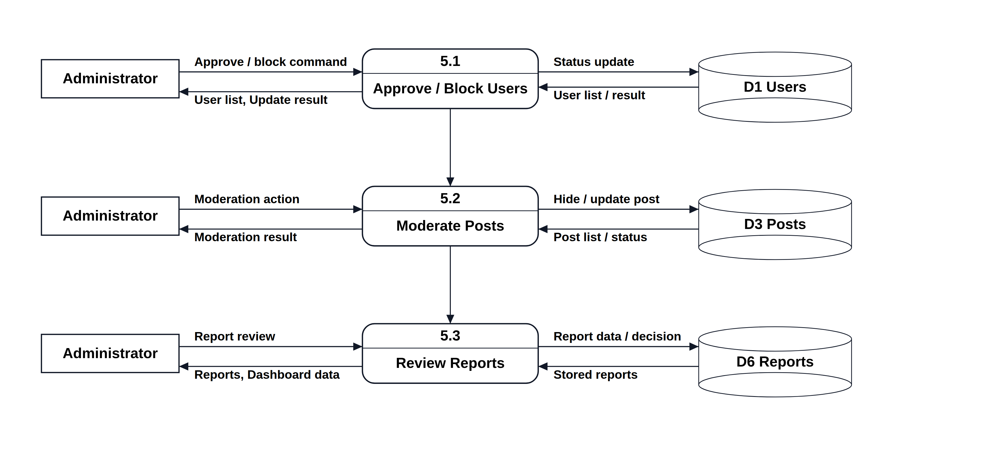 Approve / block command
5.1
Status update
Administrator
Approve / Block Users
D1 Users
User list, Update result
User list / result
Moderation action
5.2
Hide / update post
Administrator
Moderate Posts
D3 Posts
Moderation result
Post list / status
Report review
5.3
Report data / decision
Administrator
Review Reports
D6 Reports
Reports, Dashboard data
Stored reports